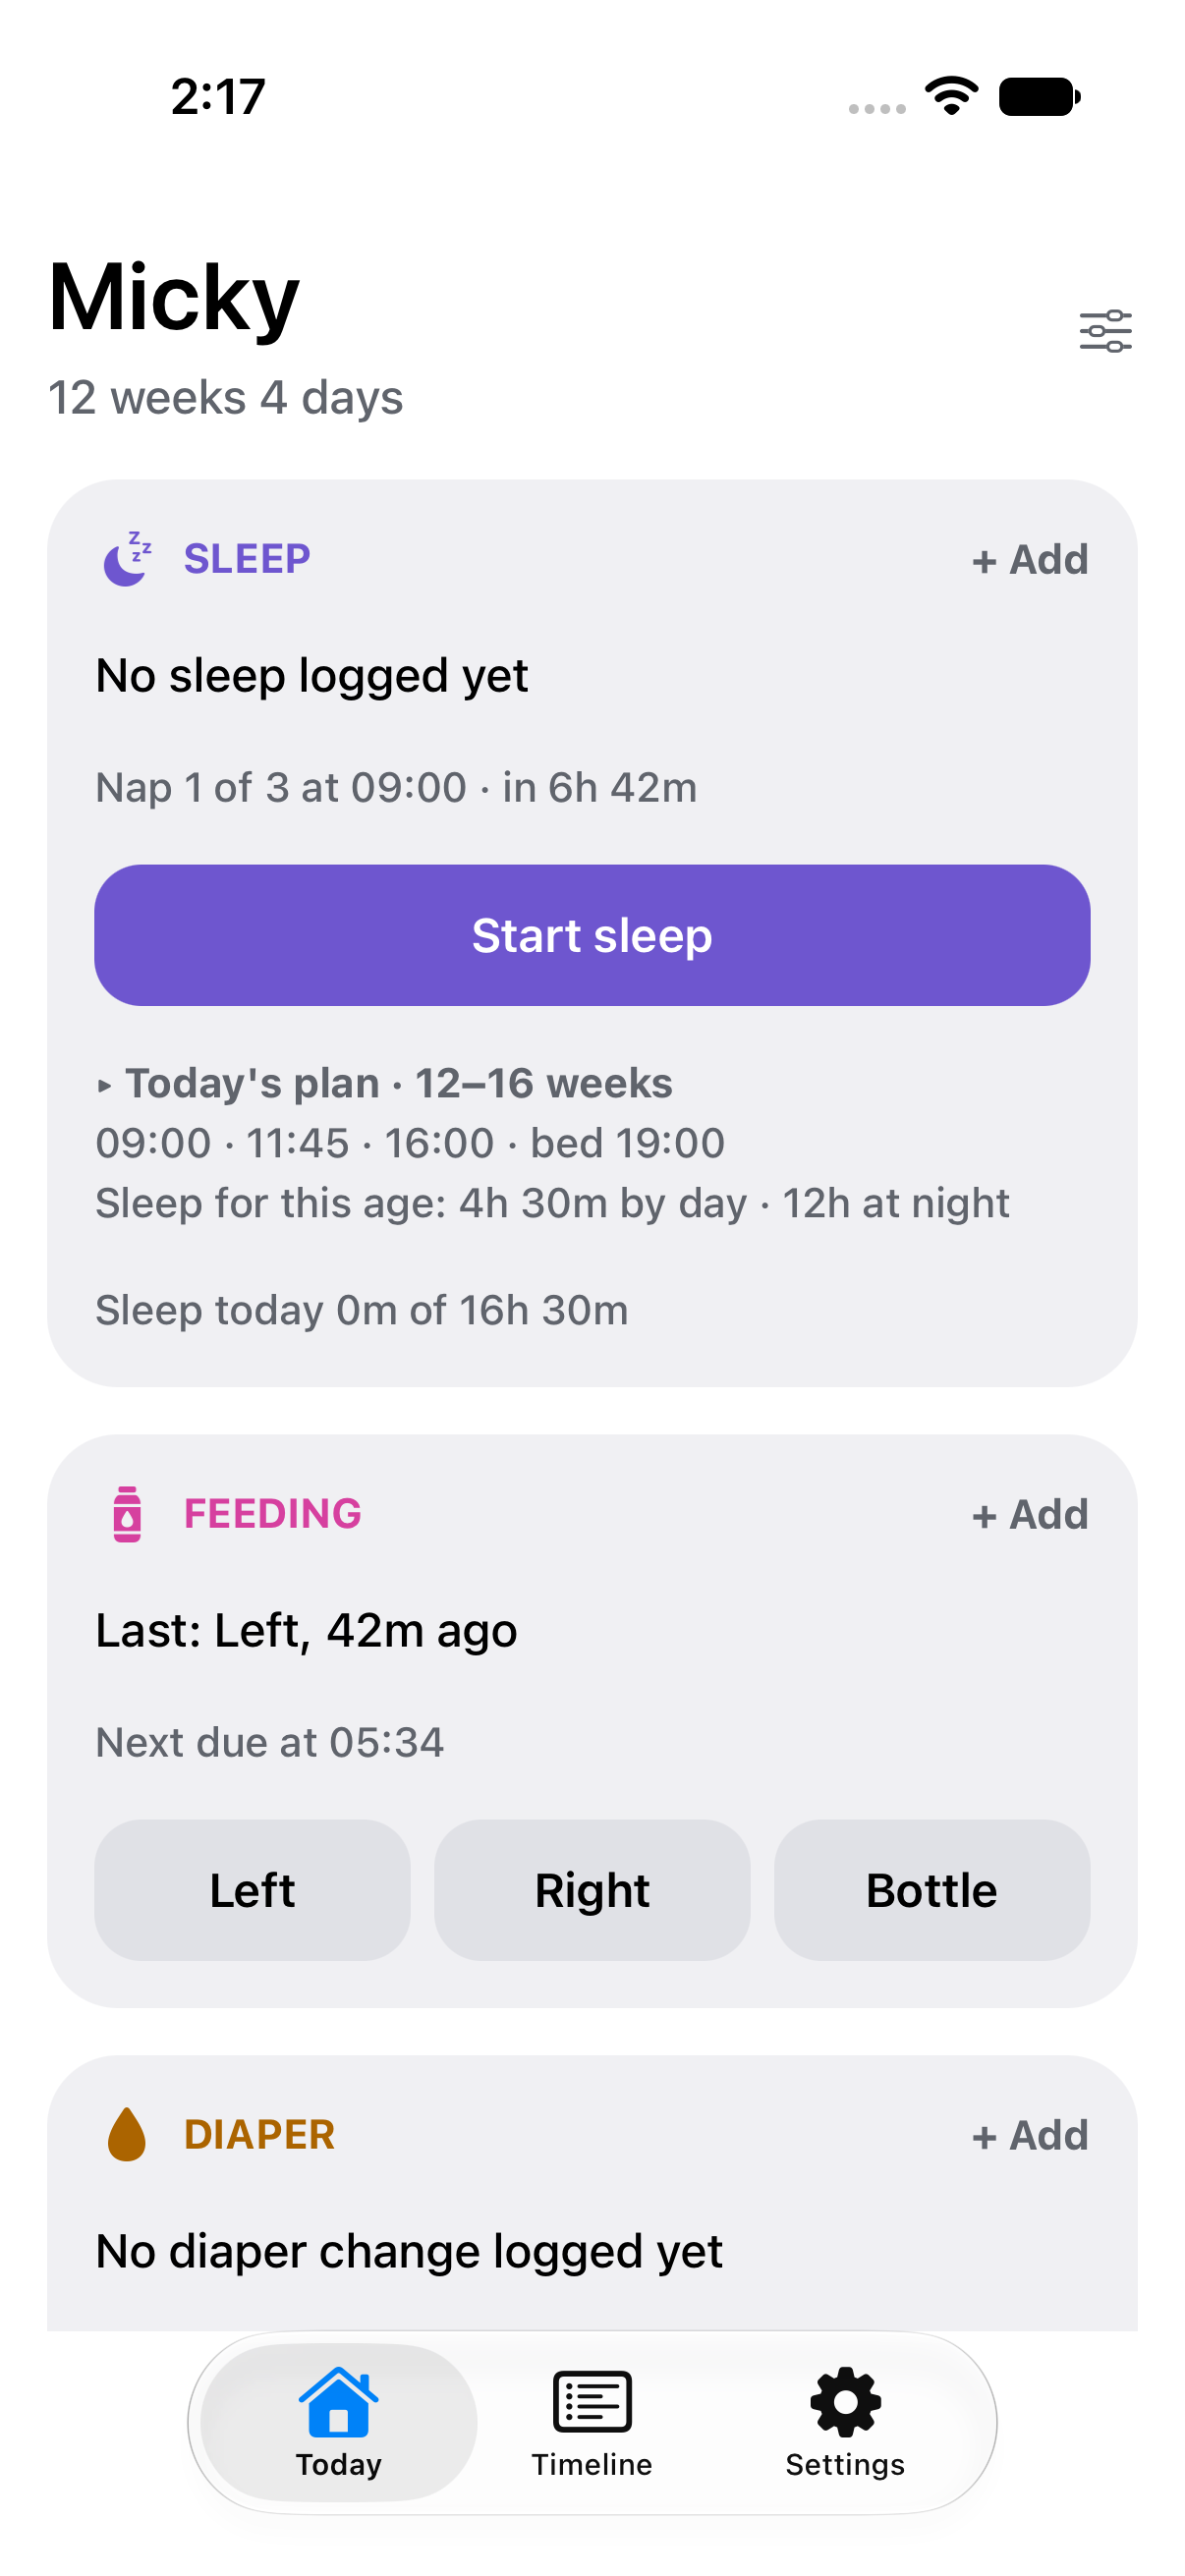 2:17
Micky
12 weeks 4 days
SLEEP
+ Add
No sleep logged yet
Nap 1 of 3 at 09:00 · in 6h 42m
Start sleep
▸ Today's plan · 12–16 weeks
09:00 · 11:45 · 16:00 · bed 19:00
Sleep for this age: 4h 30m by day · 12h at night
Sleep today 0m of 16h 30m
FEEDING
+ Add
Last: Left, 42m ago
Next due at 05:34
Left
Right
Bottle
DIAPER
+ Add
No diaper change logged yet
Today
Timeline
Settings